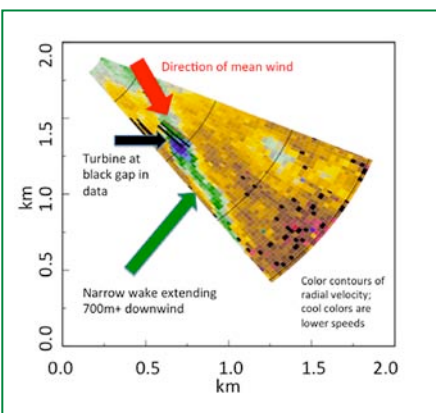 2.0
Direction of mean wind
1.5
Turbine at
black gap in
data
km
1.0
0.5
Narrow wake extending
700m+ downwind
Color contours of
radial velocity;
cool colors are
lower speeds
0.0
0.0 0.5 1.0 1.5 2.0
km